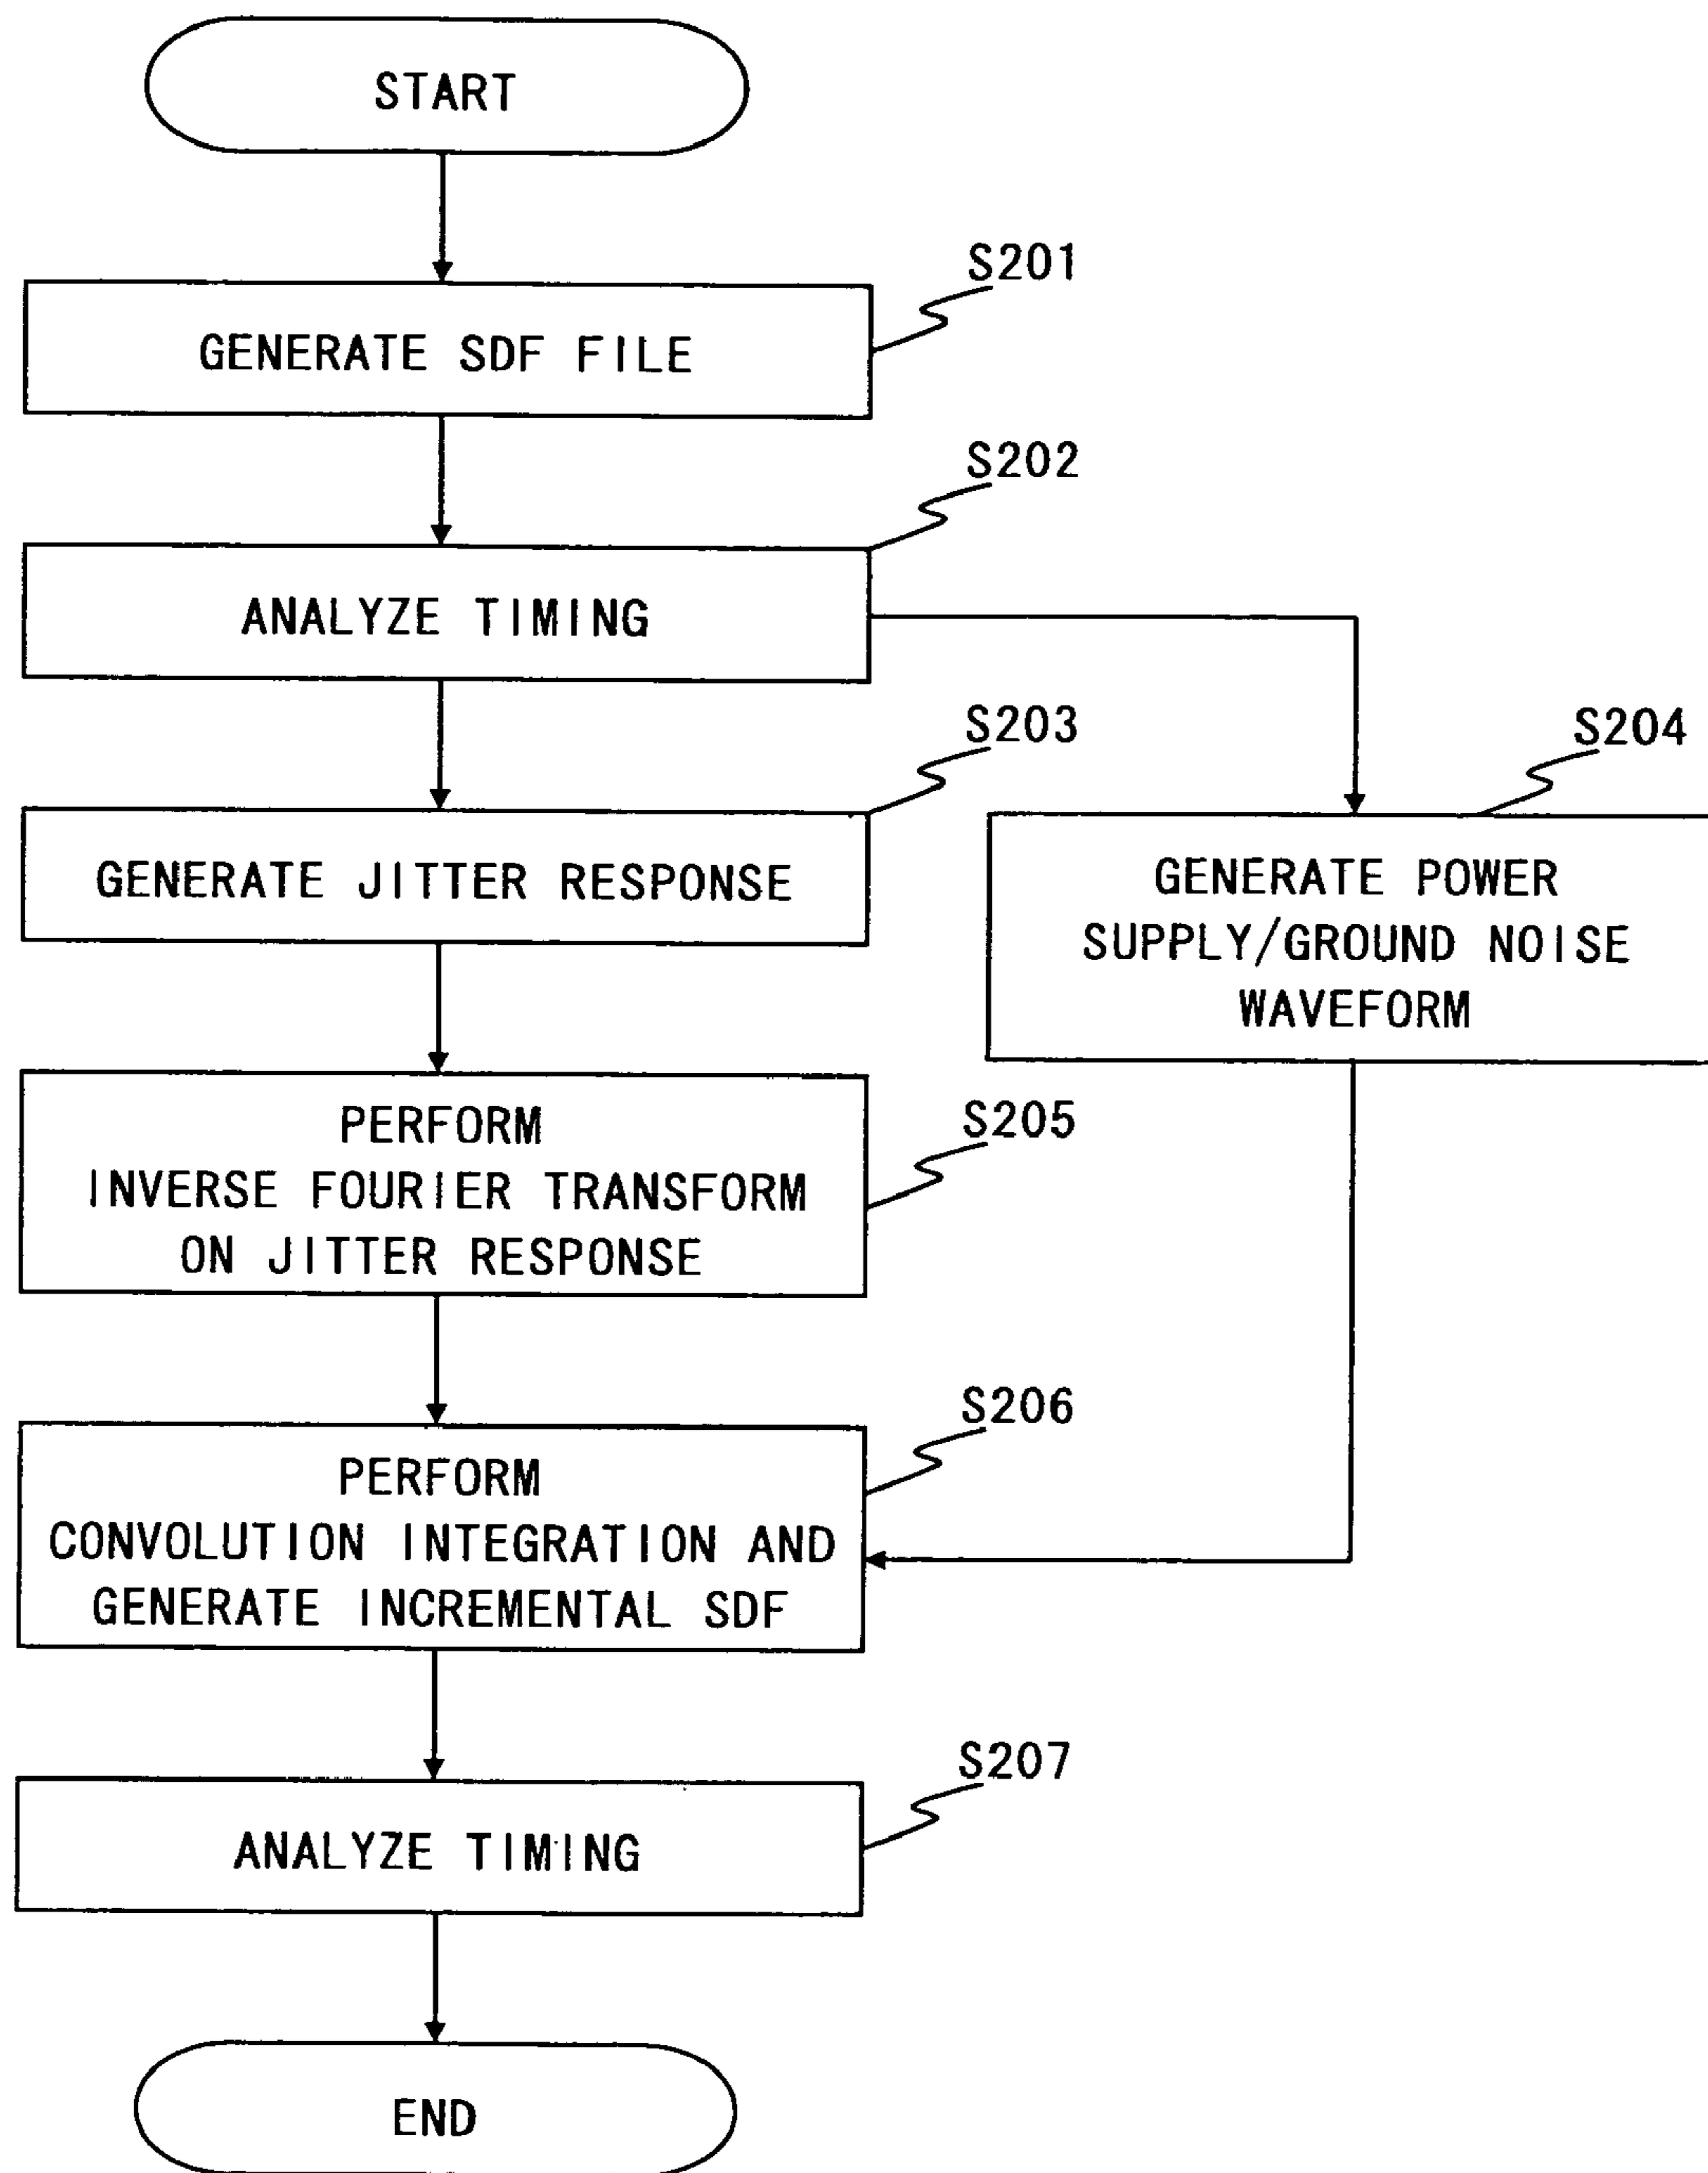 START
S201
GENERATE SDF FILE
S202
ANALYZE TIMING
S203
GENERATE JITTER RESPONSE
S204
GENERATE POWER
SUPPLY/GROUND NOISE
WAVEFORM
S205
PERFORM
INVERSE FOURIER TRANSFORM
ON JITTER RESPONSE
S206
PERFORM
CONVOLUTION INTEGRATION AND
GENERATE INCREMENTAL SDF
S207
ANALYZE TIMING
END